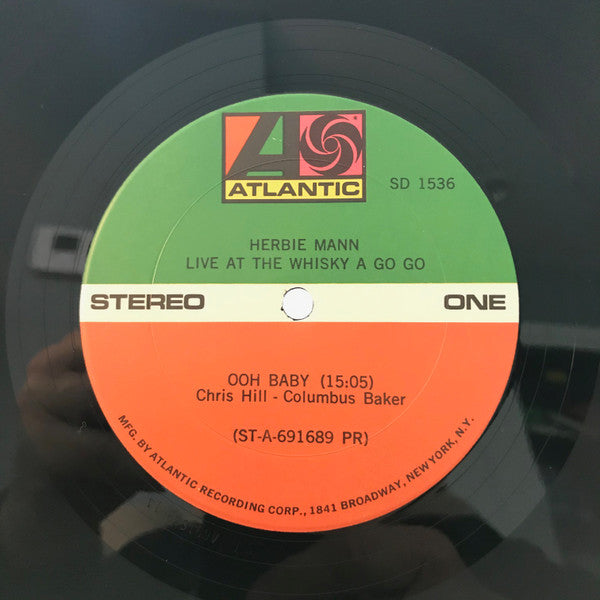 ATLANTIC
SD 1536
HERBIE MANN
LIVE AT THE WHISKY A GO GO
STEREO
ONE
OOH BABY (15:05)
Chris Hill - Columbus Baker
(ST-A-691689 PR)
MFG. BY ATLANTIC RECORDING CORP., 1841 BROADWAY, NEW YORK, N.Y.